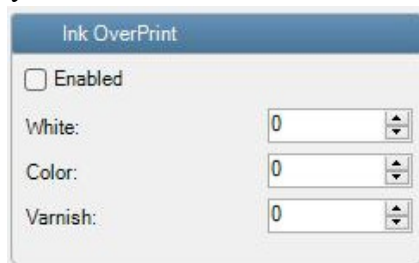 Ink OverPrint
Enabled
White: 0
Color: 0
Varnish: 0